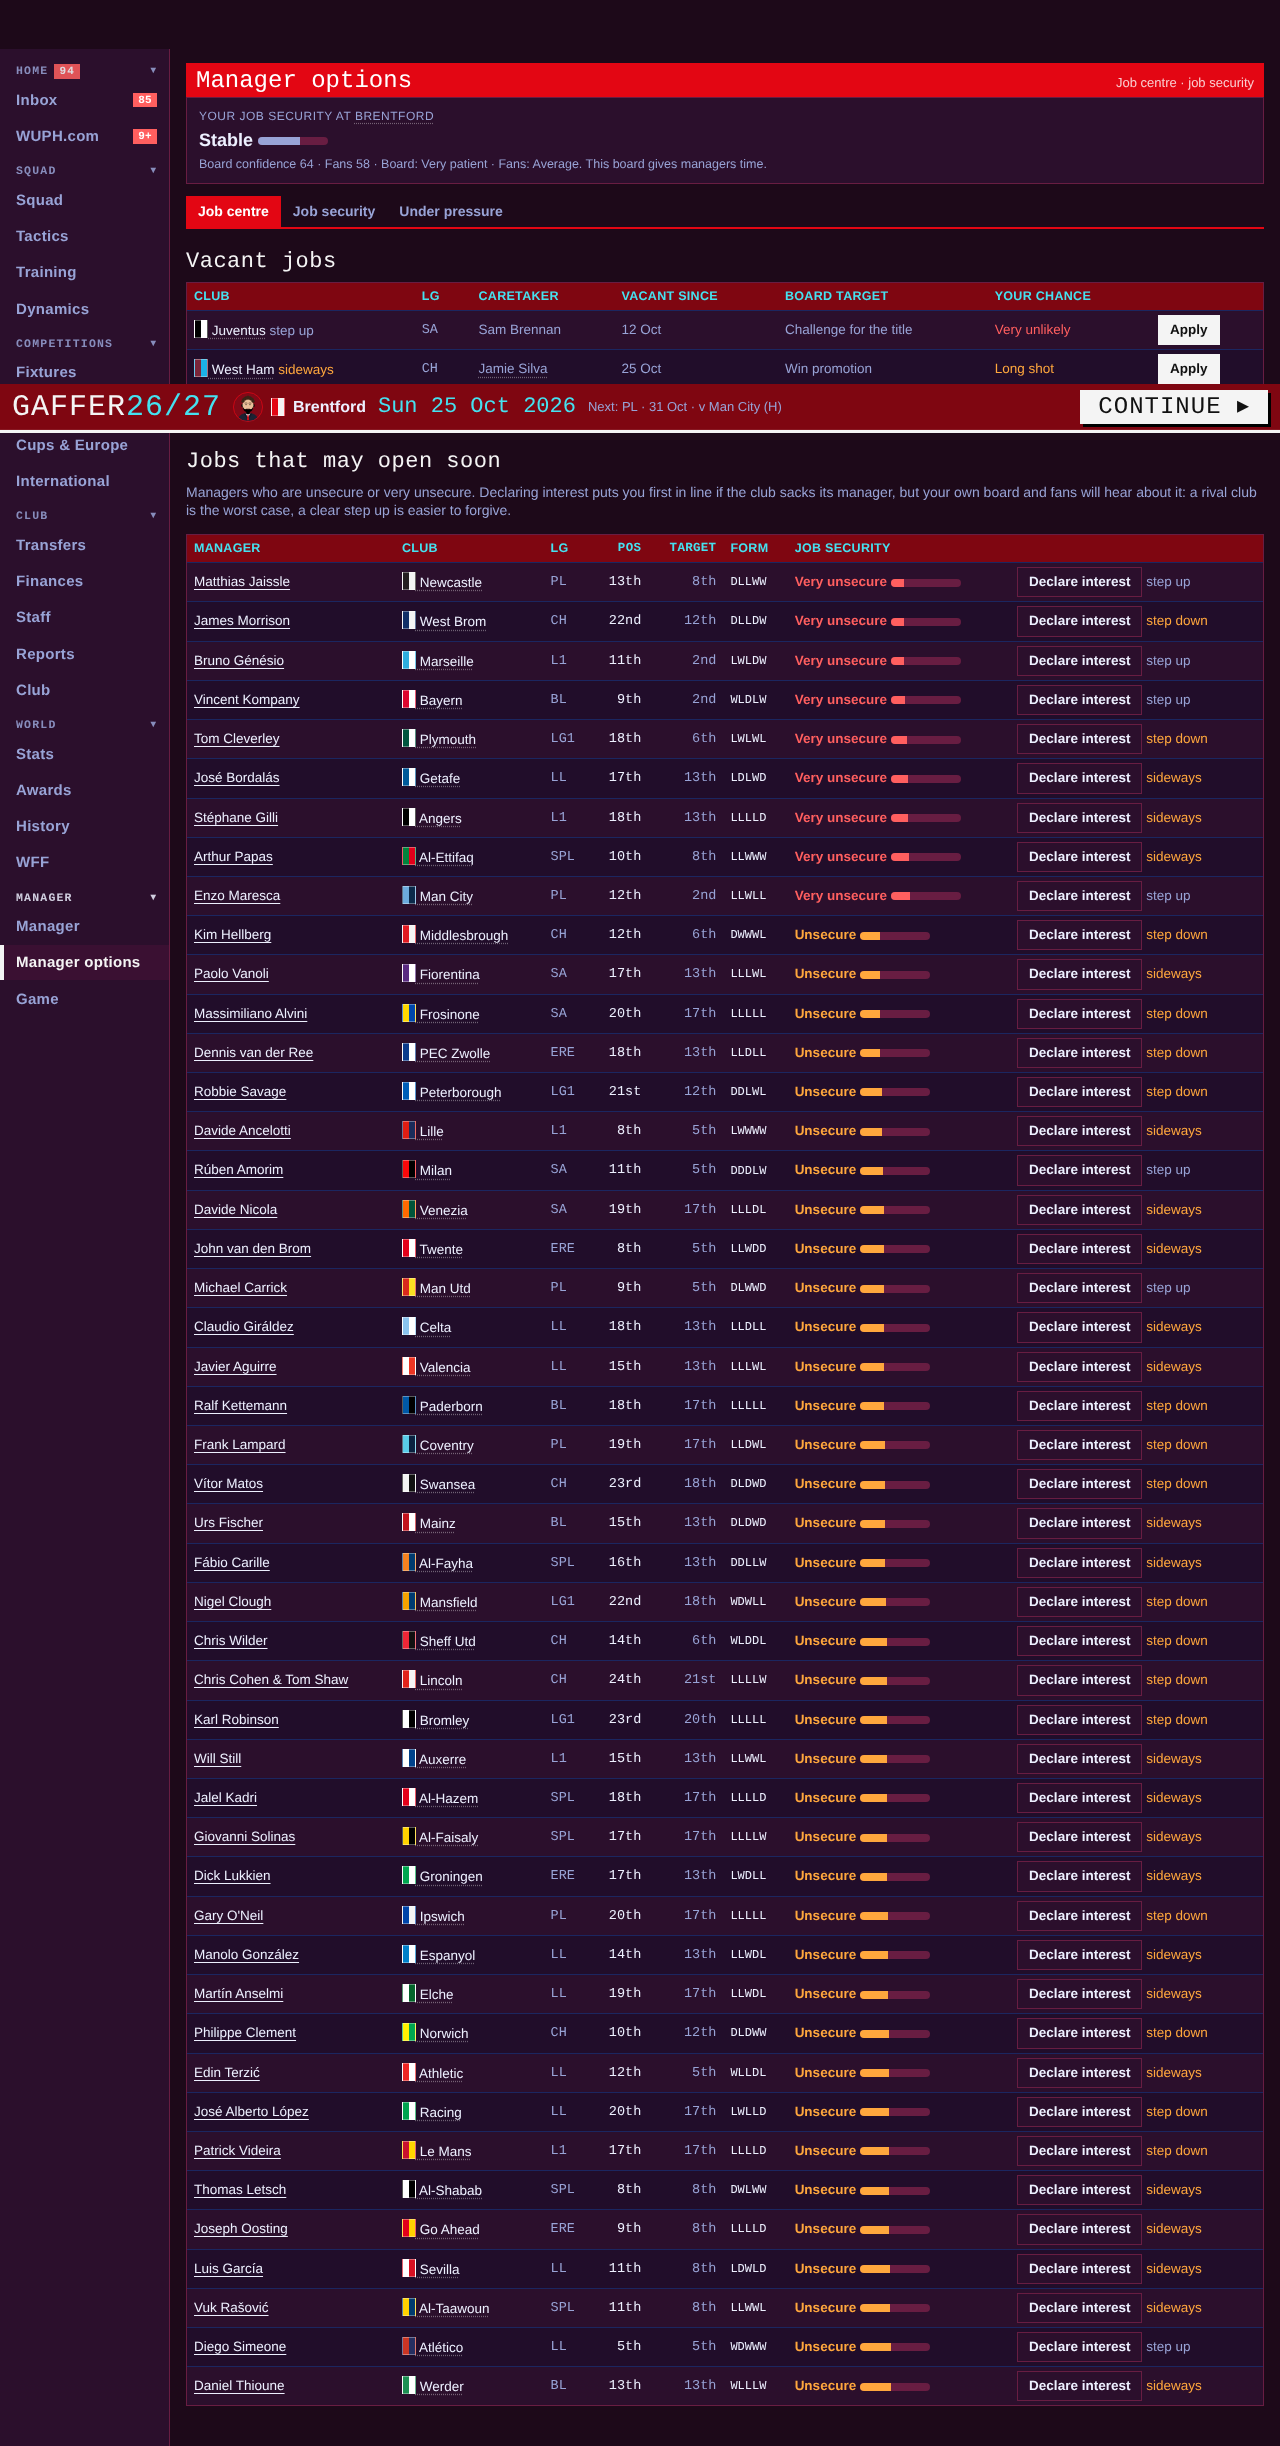 HOME 94 ▼
Inbox 85
WUPH.com 9+
SQUAD ▼
Squad
Tactics
Training
Dynamics
COMPETITIONS ▼
Fixtures
Manager options
Job centre · job security
YOUR JOB SECURITY AT BRENTFORD
Stable
Board confidence 64 · Fans 58 · Board: Very patient · Fans: Average. This board gives managers time.
Job centre Job security Under pressure
Vacant jobs
CLUB LG CARETAKER VACANT SINCE BOARD TARGET YOUR CHANCE
Juventus step up SA Sam Brennan 12 Oct Challenge for the title Very unlikely Apply
West Ham sideways CH Jamie Silva 25 Oct Win promotion Long shot Apply
GAFFER26/27 Brentford Sun 25 Oct 2026 Next: PL · 31 Oct · v Man City (H) CONTINUE ►
Cups & Europe
International
CLUB ▼
Transfers
Finances
Staff
Reports
Club
WORLD ▼
Stats
Awards
History
WFF
MANAGER ▼
Manager
Manager options
Game
Jobs that may open soon
Managers who are unsecure or very unsecure. Declaring interest puts you first in line if the club sacks its manager, but your own board and fans will hear about it: a rival club
is the worst case, a clear step up is easier to forgive.
MANAGER CLUB LG POS TARGET FORM JOB SECURITY
Matthias Jaissle Newcastle PL 13th 8th DLLWW Very unsecure Declare interest step up
James Morrison West Brom CH 22nd 12th DLLDW Very unsecure Declare interest step down
Bruno Génésio Marseille L1 11th 2nd LWLDW Very unsecure Declare interest step up
Vincent Kompany Bayern BL 9th 2nd WLDLW Very unsecure Declare interest step up
Tom Cleverley Plymouth LG1 18th 6th LWLWL Very unsecure Declare interest step down
José Bordalás Getafe LL 17th 13th LDLWD Very unsecure Declare interest sideways
Stéphane Gilli Angers L1 18th 13th LLLLD Very unsecure Declare interest sideways
Arthur Papas Al-Ettifaq SPL 10th 8th LLWWW Very unsecure Declare interest sideways
Enzo Maresca Man City PL 12th 2nd LLWLL Very unsecure Declare interest step up
Kim Hellberg Middlesbrough CH 12th 6th DWWWL Unsecure Declare interest step down
Paolo Vanoli Fiorentina SA 17th 13th LLLWL Unsecure Declare interest sideways
Massimiliano Alvini Frosinone SA 20th 17th LLLLL Unsecure Declare interest step down
Dennis van der Ree PEC Zwolle ERE 18th 13th LLDLL Unsecure Declare interest step down
Robbie Savage Peterborough LG1 21st 12th DDLWL Unsecure Declare interest step down
Davide Ancelotti Lille L1 8th 5th LWWWW Unsecure Declare interest sideways
Rúben Amorim Milan SA 11th 5th DDDLW Unsecure Declare interest step up
Davide Nicola Venezia SA 19th 17th LLLDL Unsecure Declare interest sideways
John van den Brom Twente ERE 8th 5th LLWDD Unsecure Declare interest sideways
Michael Carrick Man Utd PL 9th 5th DLWWD Unsecure Declare interest step up
Claudio Giráldez Celta LL 18th 13th LLDLL Unsecure Declare interest sideways
Javier Aguirre Valencia LL 15th 13th LLLWL Unsecure Declare interest sideways
Ralf Kettemann Paderborn BL 18th 17th LLLLL Unsecure Declare interest step down
Frank Lampard Coventry PL 19th 17th LLDWL Unsecure Declare interest step down
Vítor Matos Swansea CH 23rd 18th DLDWD Unsecure Declare interest step down
Urs Fischer Mainz BL 15th 13th DLDWD Unsecure Declare interest sideways
Fábio Carille Al-Fayha SPL 16th 13th DDLLW Unsecure Declare interest sideways
Nigel Clough Mansfield LG1 22nd 18th WDWLL Unsecure Declare interest step down
Chris Wilder Sheff Utd CH 14th 6th WLDDL Unsecure Declare interest step down
Chris Cohen & Tom Shaw Lincoln CH 24th 21st LLLLW Unsecure Declare interest step down
Karl Robinson Bromley LG1 23rd 20th LLLLL Unsecure Declare interest step down
Will Still Auxerre L1 15th 13th LLWWL Unsecure Declare interest sideways
Jalel Kadri Al-Hazem SPL 18th 17th LLLLD Unsecure Declare interest sideways
Giovanni Solinas Al-Faisaly SPL 17th 17th LLLLW Unsecure Declare interest sideways
Dick Lukkien Groningen ERE 17th 13th LWDLL Unsecure Declare interest sideways
Gary O'Neil Ipswich PL 20th 17th LLLLL Unsecure Declare interest step down
Manolo González Espanyol LL 14th 13th LLWDL Unsecure Declare interest sideways
Martín Anselmi Elche LL 19th 17th LLWDL Unsecure Declare interest sideways
Philippe Clement Norwich CH 10th 12th DLDWW Unsecure Declare interest step down
Edin Terzić Athletic LL 12th 5th WLLDL Unsecure Declare interest sideways
José Alberto López Racing LL 20th 17th LWLLD Unsecure Declare interest step down
Patrick Videira Le Mans L1 17th 17th LLLLD Unsecure Declare interest step down
Thomas Letsch Al-Shabab SPL 8th 8th DWLWW Unsecure Declare interest sideways
Joseph Oosting Go Ahead ERE 9th 8th LLLLD Unsecure Declare interest sideways
Luis García Sevilla LL 11th 8th LDWLD Unsecure Declare interest sideways
Vuk Rašović Al-Taawoun SPL 11th 8th LLWWL Unsecure Declare interest sideways
Diego Simeone Atlético LL 5th 5th WDWWW Unsecure Declare interest step up
Daniel Thioune Werder BL 13th 13th WLLLW Unsecure Declare interest sideways